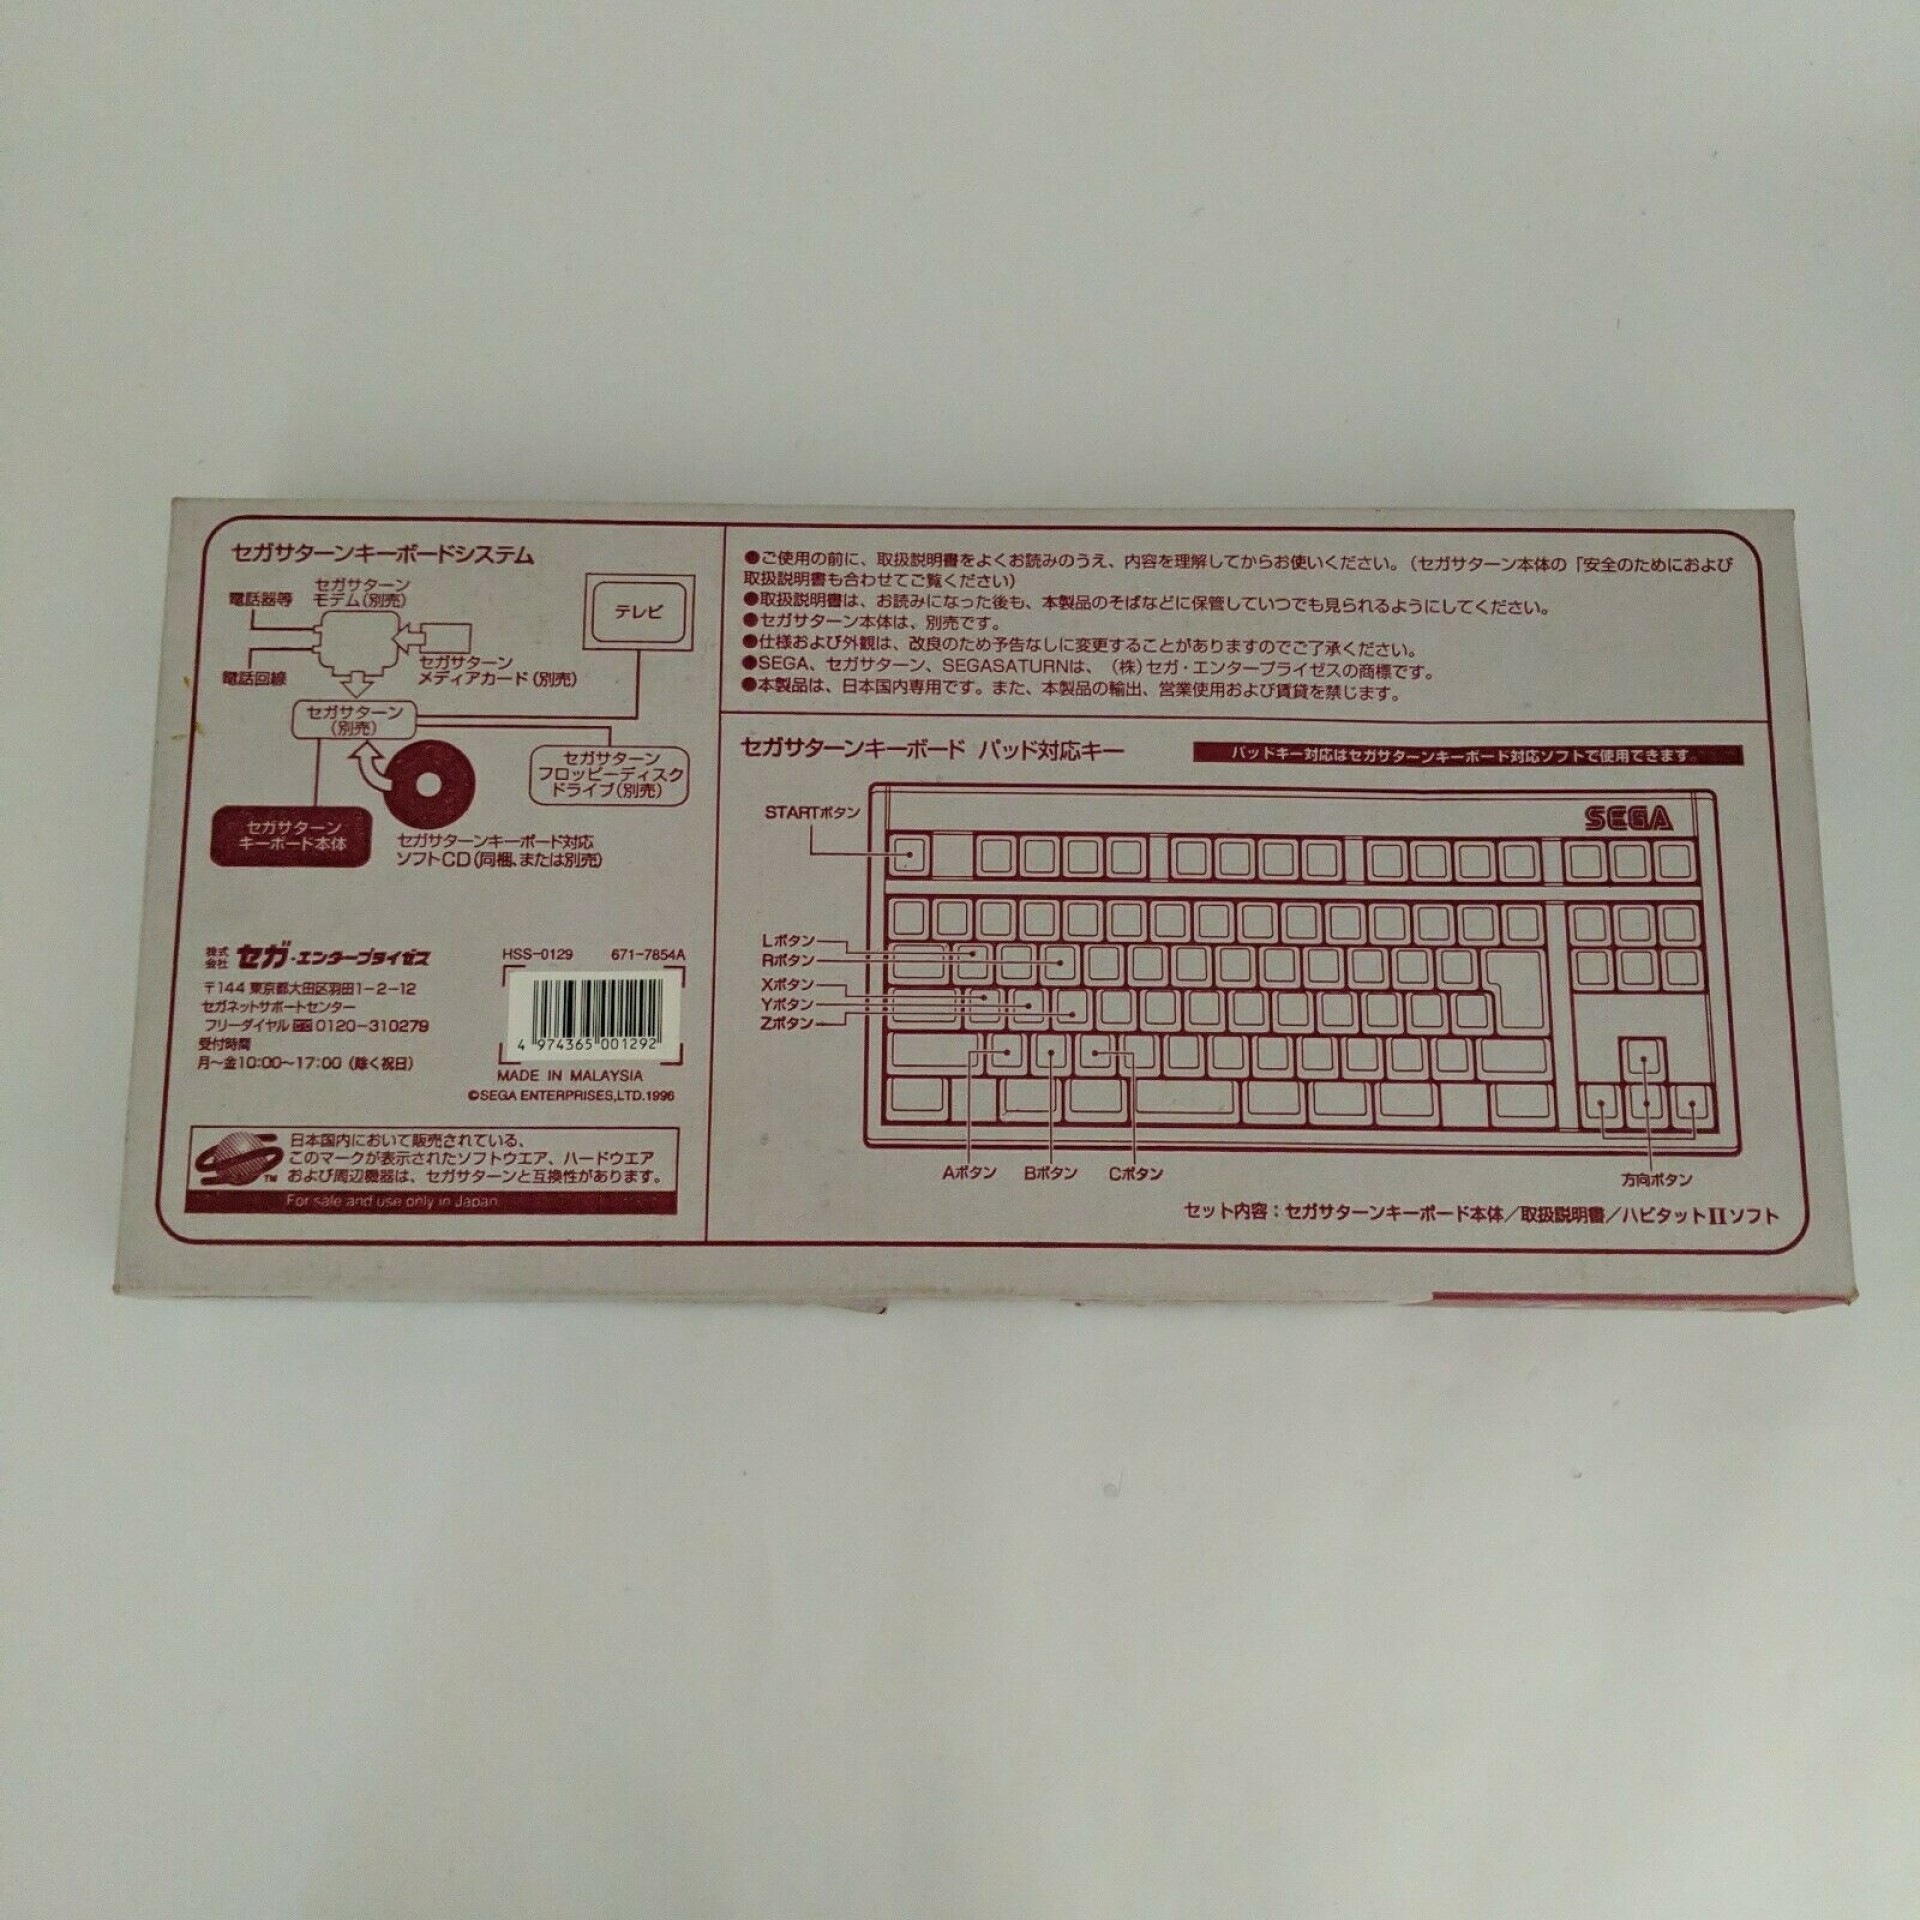 セガサターンキーボードシステム
電話器等
セガサターン
モデム(別売)
テレビ
電話回線
セガサターン
メディアカード(別売)
セガサターン
(別売)
セガサターン
フロッピーディスク
ドライブ(別売)
セガサターン
キーボード本体
セガサターンキーボード対応
ソフトCD(同梱、または別売)
株式会社 セガ・エンタープライゼス
〒144 東京都大田区羽田1-2-12
セガネットサポートセンター
フリーダイヤル 0120-310279
受付時間
月~金10:00~17:00(除く祝日)
HSS-0129 671-7854A
4 974365 001292
MADE IN MALAYSIA
©SEGA ENTERPRISES,LTD.1996
日本国内において販売されている、
このマークが表示されたソフトウエア、ハードウエア
および周辺機器は、セガサターンと互換性があります。
TM
For sale and use only in Japan.
●ご使用の前に、取扱説明書をよくお読みのうえ、内容を理解してからお使いください。(セガサターン本体の「安全のためにおよび
取扱説明書も合わせてご覧ください)
●取扱説明書は、お読みになった後も、本製品のそばなどに保管していつでも見られるようにしてください。
●セガサターン本体は、別売です。
●仕様および外観は、改良のため予告なしに変更することがありますのでご了承ください。
●SEGA、セガサターン、SEGASATURNは、(株)セガ・エンタープライゼスの商標です。
●本製品は、日本国内専用です。また、本製品の輸出、営業使用および賃貸を禁じます。
セガサターンキーボード パッド対応キー
パッドキー対応はセガサターンキーボード対応ソフトで使用できます。
STARTボタン
SEGA
Lボタン
Rボタン
Xボタン
Yボタン
Zボタン
Aボタン
Bボタン
Cボタン
方向ボタン
セット内容:セガサターンキーボード本体/取扱説明書/ハビタットⅡソフト